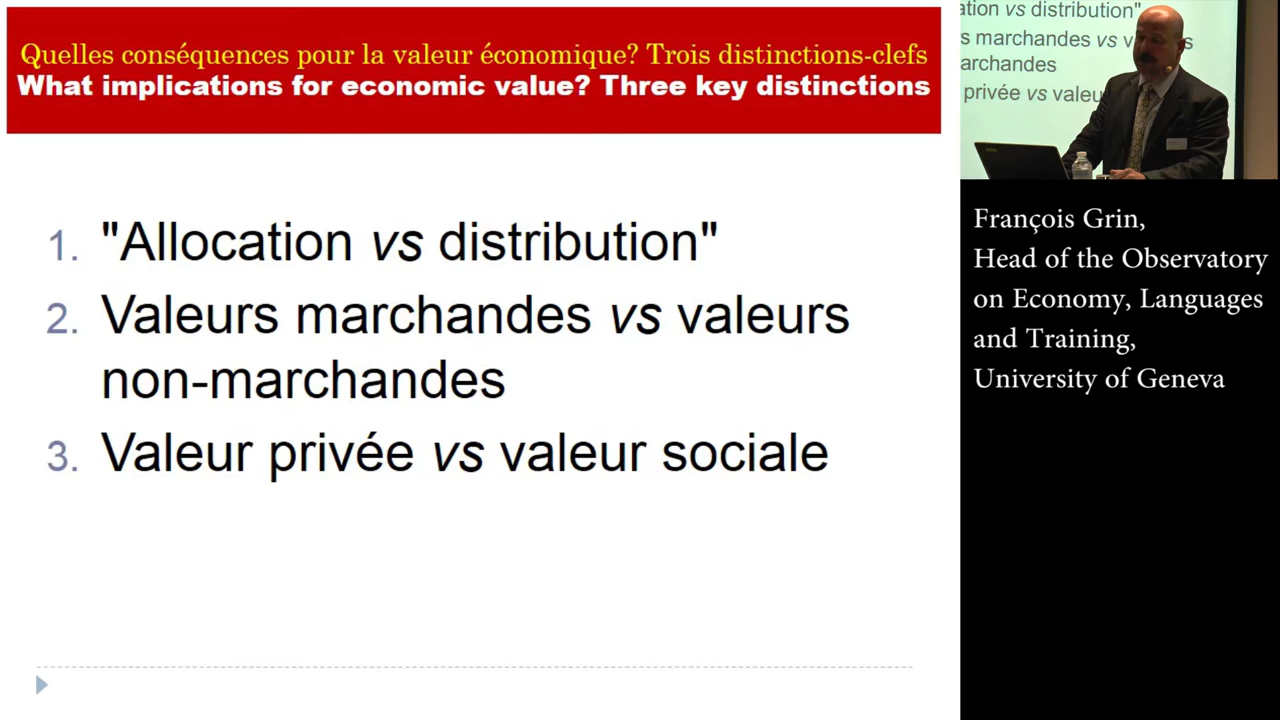 Quelles conséquences pour la valeur économique? Trois distinctions-clefs
What implications for economic value? Three key distinctions
1. "Allocation vs distribution"
2. Valeurs marchandes vs valeurs
non-marchandes
3. Valeur privée vs valeur sociale
ation vs distribution"
s marchandes vs v s
archandes
privée vs valeu
François Grin,
Head of the Observatory
on Economy, Languages
and Training,
University of Geneva